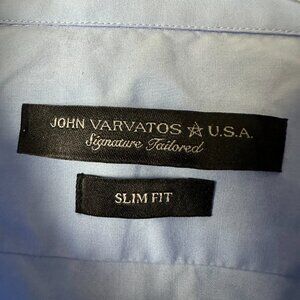 JOHN VARVATOS ☆ U.S.A.
Signature Tailored
SLIM FIT